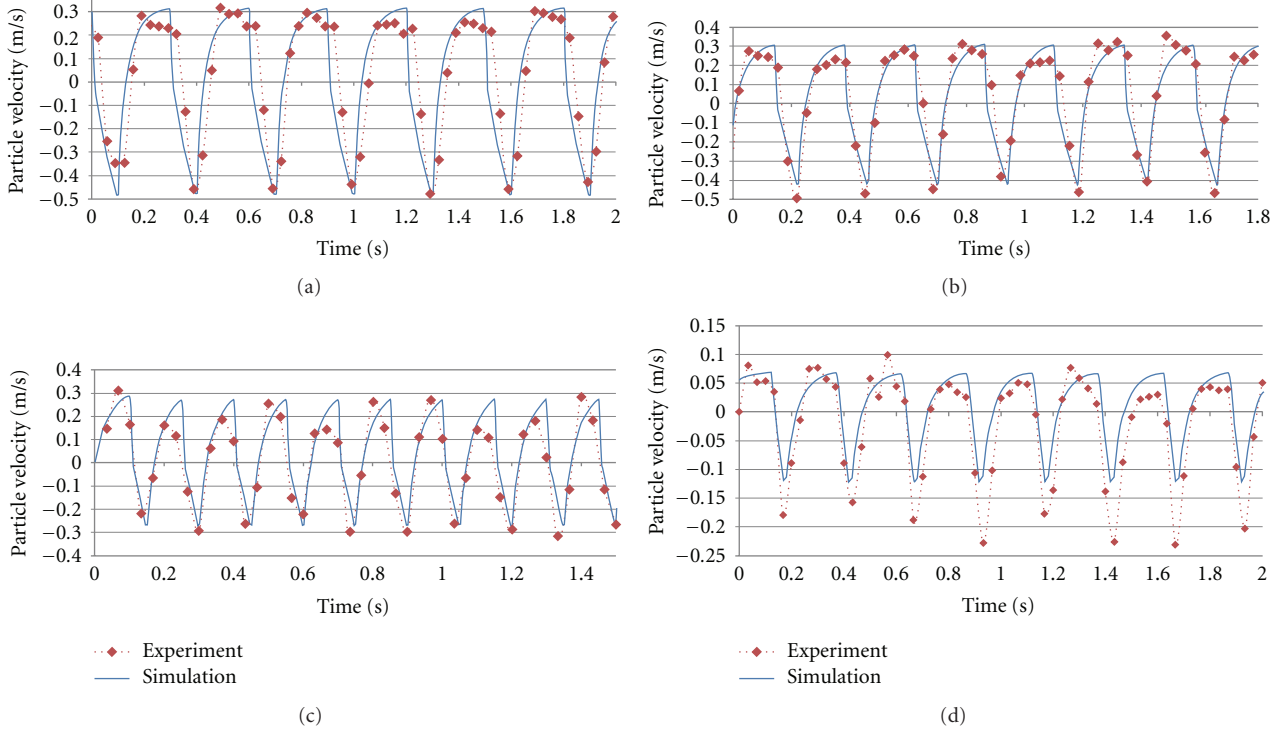 Particle velocity (m/s)
0.3
0.2
0.1
0
−0.1
−0.2
−0.3
−0.4
−0.5
0 0.2 0.4 0.6 0.8 1 1.2 1.4 1.6 1.8 2
Time (s)
(a)
Particle velocity (m/s)
0.4
0.3
0.2
0.1
0
−0.1
−0.2
−0.3
−0.4
−0.5
0 0.2 0.4 0.6 0.8 1 1.2 1.4 1.6 1.8
Time (s)
(b)
Particle velocity (m/s)
0.4
0.3
0.2
0.1
0
−0.1
−0.2
−0.3
−0.4
0 0.2 0.4 0.6 0.8 1 1.2 1.4
Time (s)
Experiment
Simulation
(c)
Particle velocity (m/s)
0.15
0.1
0.05
0
−0.05
−0.1
−0.15
−0.2
−0.25
0 0.2 0.4 0.6 0.8 1 1.2 1.4 1.6 1.8 2
Time (s)
Experiment
Simulation
(d)